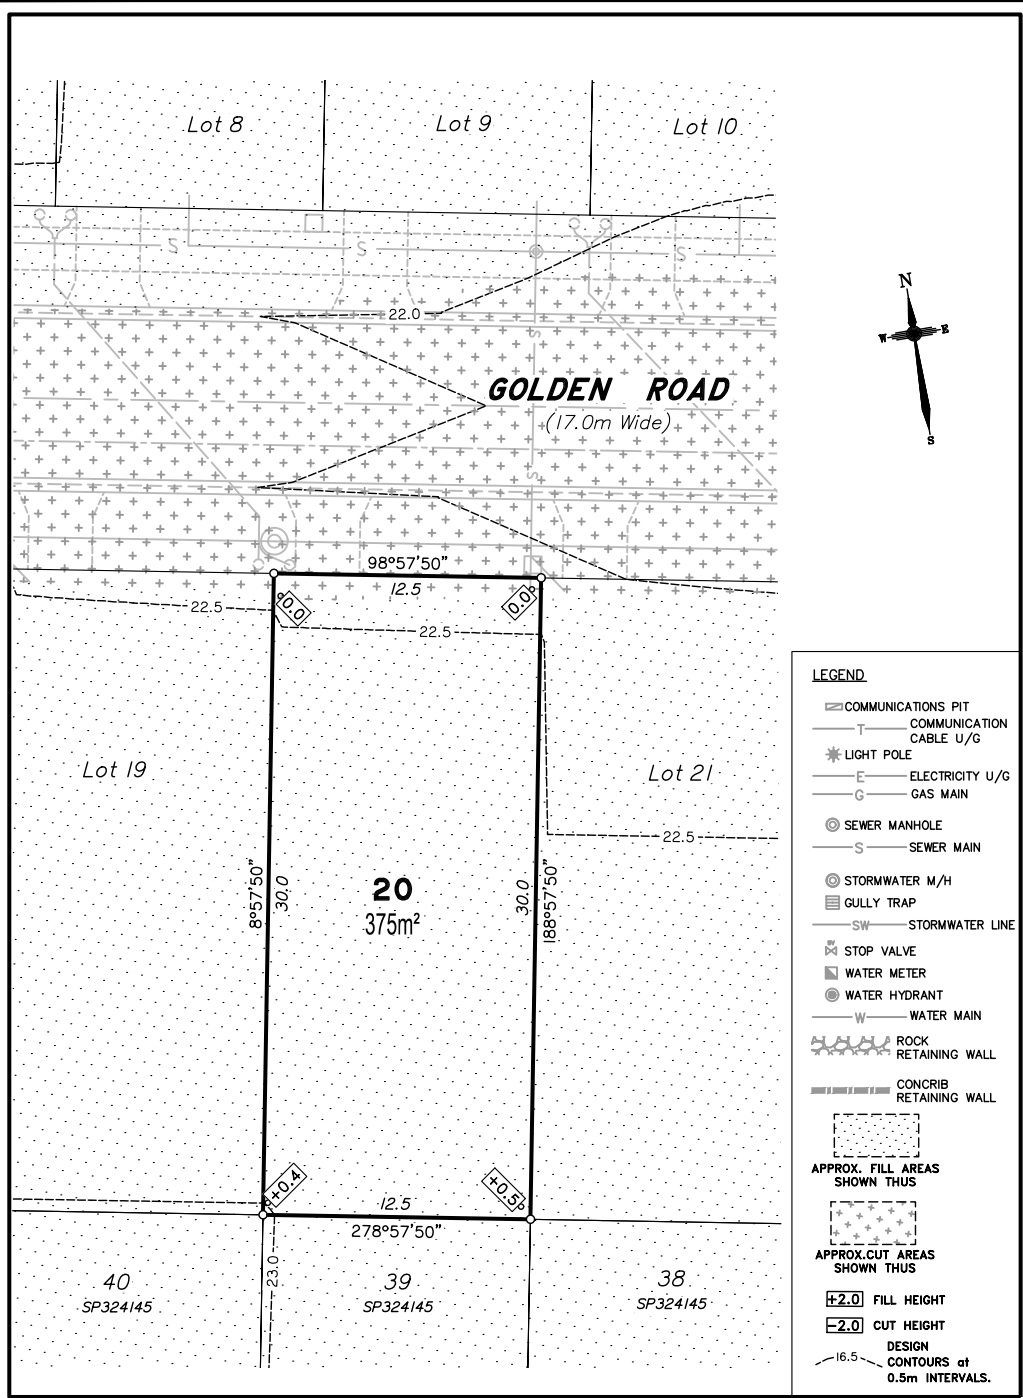 Lot 8
Lot 9
Lot 10
S
S
S
22.0
S
GOLDEN ROAD
(17.0m Wide)
S
N
W
E
S
98°57'50"
12.5
0.0
0.0
22.5
22.5
Lot 19
Lot 21
22.5
8°57'50"
30.0
20
375m²
30.0
188°57'50"
+0.4
+0.5
12.5
278°57'50"
23.0
40
SP324145
39
SP324145
38
SP324145
LEGEND
COMMUNICATIONS PIT
T
COMMUNICATION
CABLE U/G
LIGHT POLE
E
ELECTRICITY U/G
G
GAS MAIN
SEWER MANHOLE
S
SEWER MAIN
STORMWATER M/H
GULLY TRAP
SW
STORMWATER LINE
SV
STOP VALVE
WATER METER
WATER HYDRANT
W
WATER MAIN
ROCK
RETAINING WALL
CONCRIB
RETAINING WALL
APPROX. FILL AREAS
SHOWN THUS
APPROX.CUT AREAS
SHOWN THUS
+2.0 FILL HEIGHT
-2.0 CUT HEIGHT
16.5
DESIGN
CONTOURS at
0.5m INTERVALS.